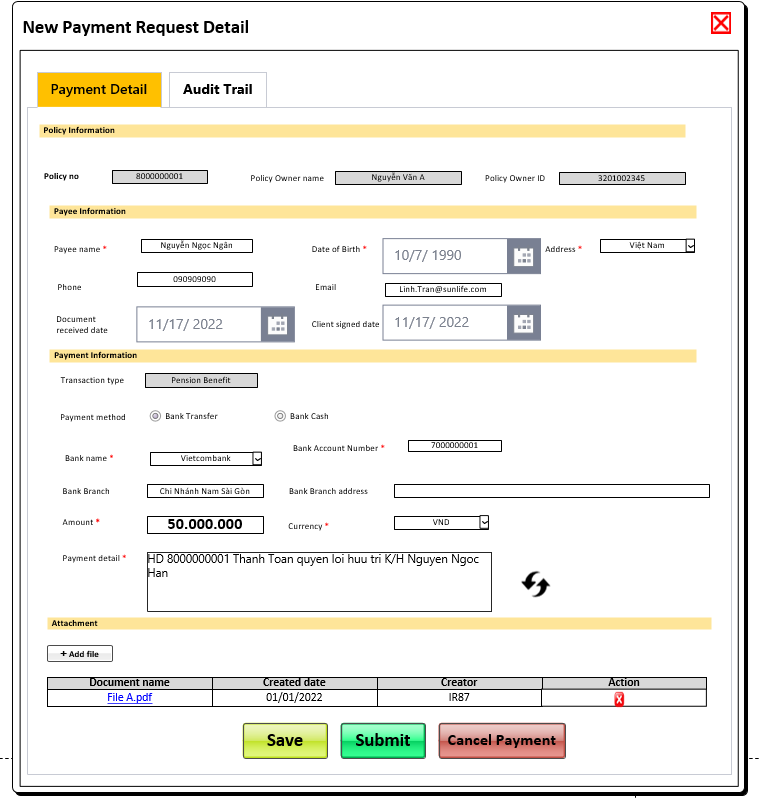 New Payment Request Detail
Payment Detail Audit Trail
Policy Information
Policy no 8000000001 Policy Owner name Nguyễn Văn A Policy Owner ID 3201002345
Payee Information
Payee name * Nguyễn Ngọc Ngân Date of Birth * 10/7/ 1990 Address * Việt Nam
Phone 090909090 Email Linh.Tran@sunlife.com
Document received date 11/17/ 2022 Client signed date 11/17/ 2022
Payment Information
Transaction type Pension Benefit
Payment method Bank Transfer Bank Cash
Bank name * Vietcombank Bank Account Number * 7000000001
Bank Branch Chi Nhánh Nam Sài Gòn Bank Branch address
Amount * 50.000.000 Currency * VND
Payment detail * HD 8000000001 Thanh Toan quyen loi huu tri K/H Nguyen Ngoc
Han
Attachment
+ Add file
Document name Created date Creator Action
File A.pdf 01/01/2022 IR87 X
Save Submit Cancel Payment